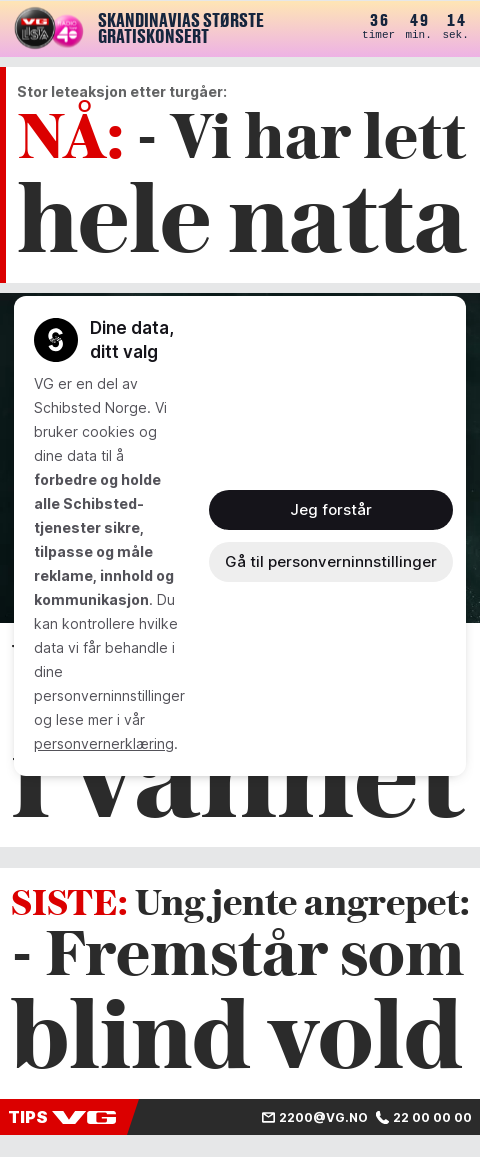 VG
RADIO
SKANDINAVIAS STØRSTE
GRATISKONSERT
36 49 14
timer min. sek.
Stor leteaksjon etter turgåer:
NÅ: - Vi har lett
hele natta
Dine data,
ditt valg
VG er en del av
Schibsted Norge. Vi
bruker cookies og
dine data til å
forbedre og holde
alle Schibsted-
tjenester sikre,
tilpasse og måle
reklame, innhold og
kommunikasjon. Du
kan kontrollere hvilke
data vi får behandle i
dine
personverninnstillinger
og lese mer i vår
personvernerklæring.
Jeg forstår
Gå til personverninnstillinger
i vannet
SISTE: Ung jente angrepet:
- Fremstår som
blind vold
TIPS VG
2200@VG.NO 22 00 00 00